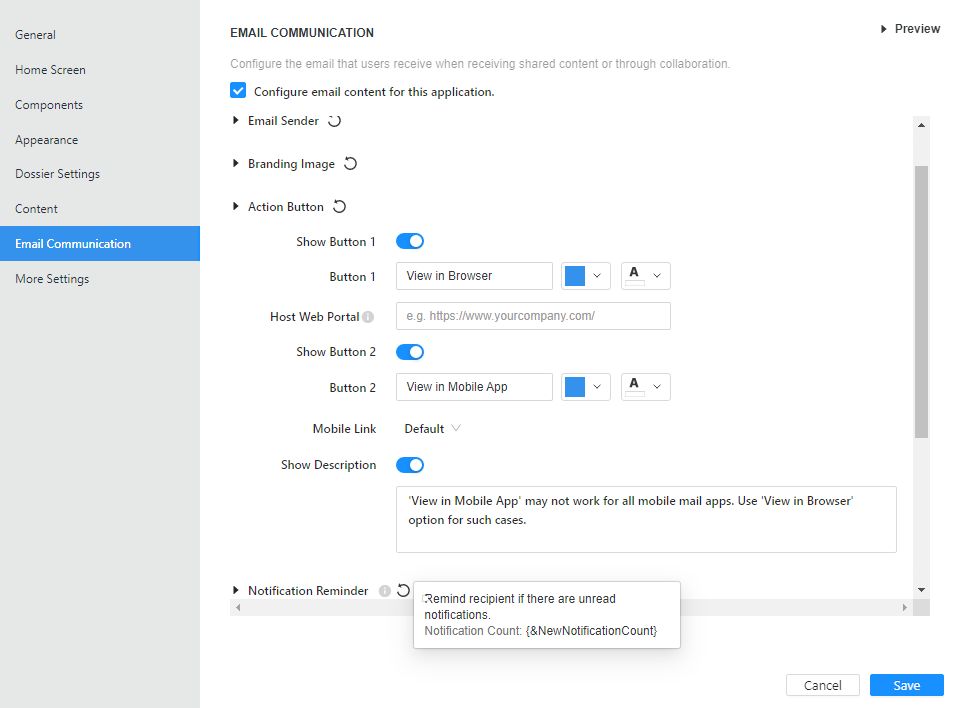 General
Home Screen
Components
Appearance
Dossier Settings
Content
Email Communication
More Settings
EMAIL COMMUNICATION
Preview
Configure the email that users receive when receiving shared content or through collaboration.
Configure email content for this application.
Email Sender
Branding Image
Action Button
Show Button 1
Button 1 View in Browser A
Host Web Portal e.g. https://www.yourcompany.com/
Show Button 2
Button 2 View in Mobile App A
Mobile Link Default
Show Description
'View in Mobile App' may not work for all mobile mail apps. Use 'View in Browser'
option for such cases.
Notification Reminder
Remind recipient if there are unread
notifications.
Notification Count: {&NewNotificationCount}
Cancel Save